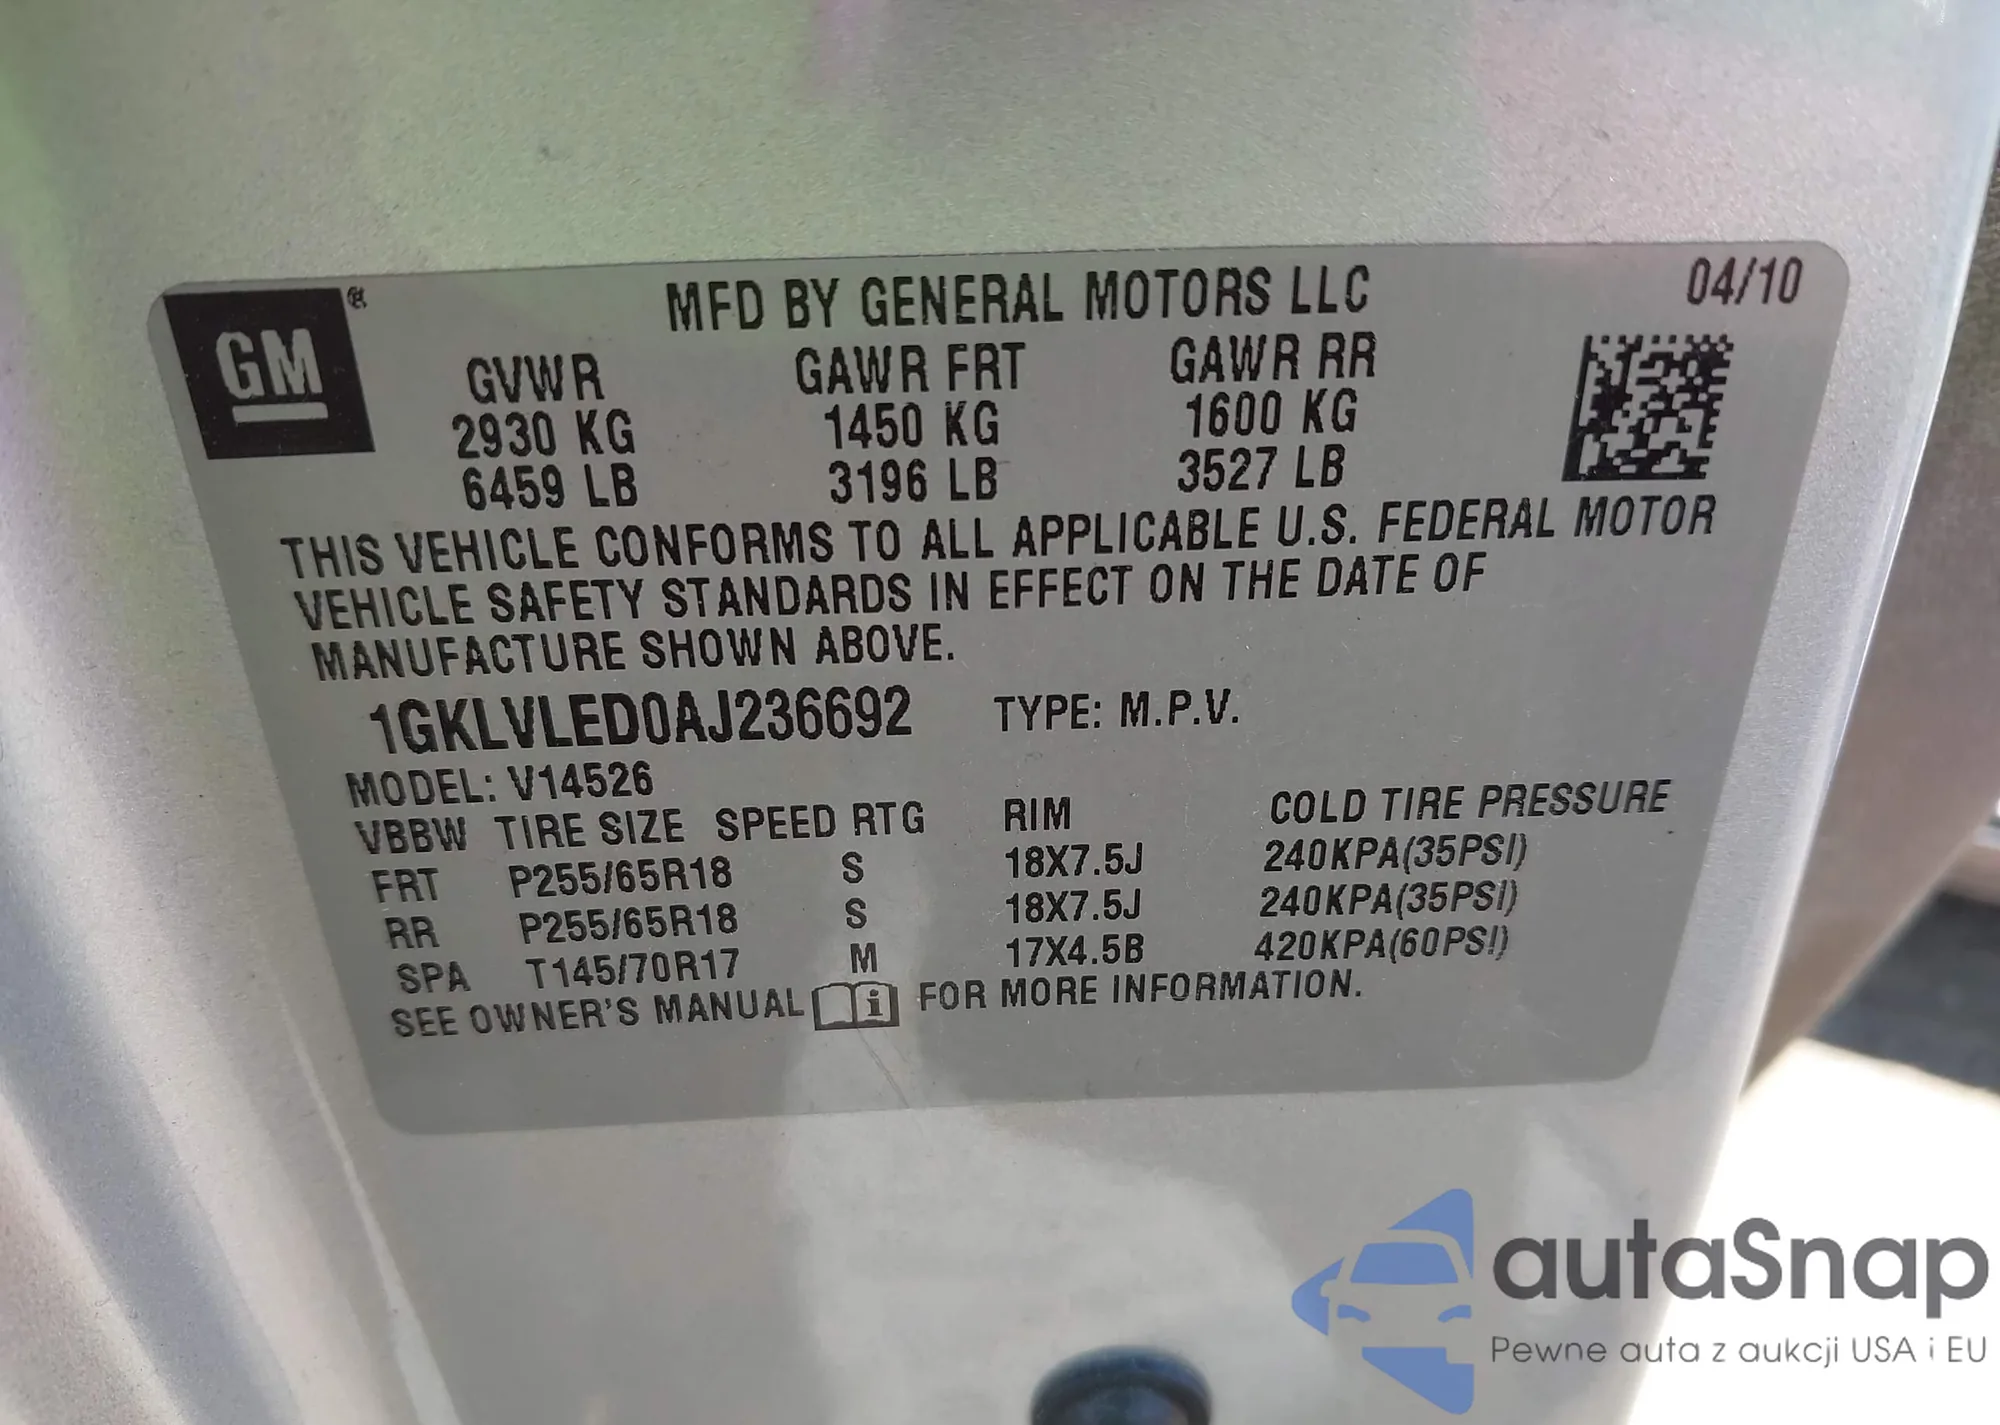 GM
MFD BY GENERAL MOTORS LLC 04/10
GVWR GAWR FRT GAWR RR
2930 KG 1450 KG 1600 KG
6459 LB 3196 LB 3527 LB
THIS VEHICLE CONFORMS TO ALL APPLICABLE U.S. FEDERAL MOTOR
VEHICLE SAFETY STANDARDS IN EFFECT ON THE DATE OF
MANUFACTURE SHOWN ABOVE.
1GKLVLED0AJ236692 TYPE: M.P.V.
MODEL: V14526
VBBW TIRE SIZE SPEED RTG RIM COLD TIRE PRESSURE
FRT P255/65R18 S 18X7.5J 240KPA(35PSI)
RR P255/65R18 S 18X7.5J 240KPA(35PSI)
SPA T145/70R17 M 17X4.5B 420KPA(60PSI)
SEE OWNER'S MANUAL i FOR MORE INFORMATION.
autaSnap
Pewne auta z aukcji USA i EU